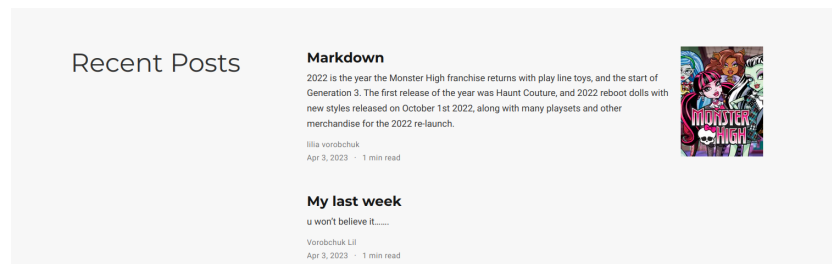 Recent Posts
Markdown
2022 is the year the Monster High franchise returns with play line toys, and the start of
Generation 3. The first release of the year was Haunt Couture, and 2022 reboot dolls with
new styles released on October 1st 2022, along with many playsets and other
merchandise for the 2022 re-launch.
lilia vorobchuk
Apr 3, 2023 · 1 min read
MONSTER
HIGH
My last week
u won't believe it.......
Vorobchuk Lil
Apr 3, 2023 · 1 min read